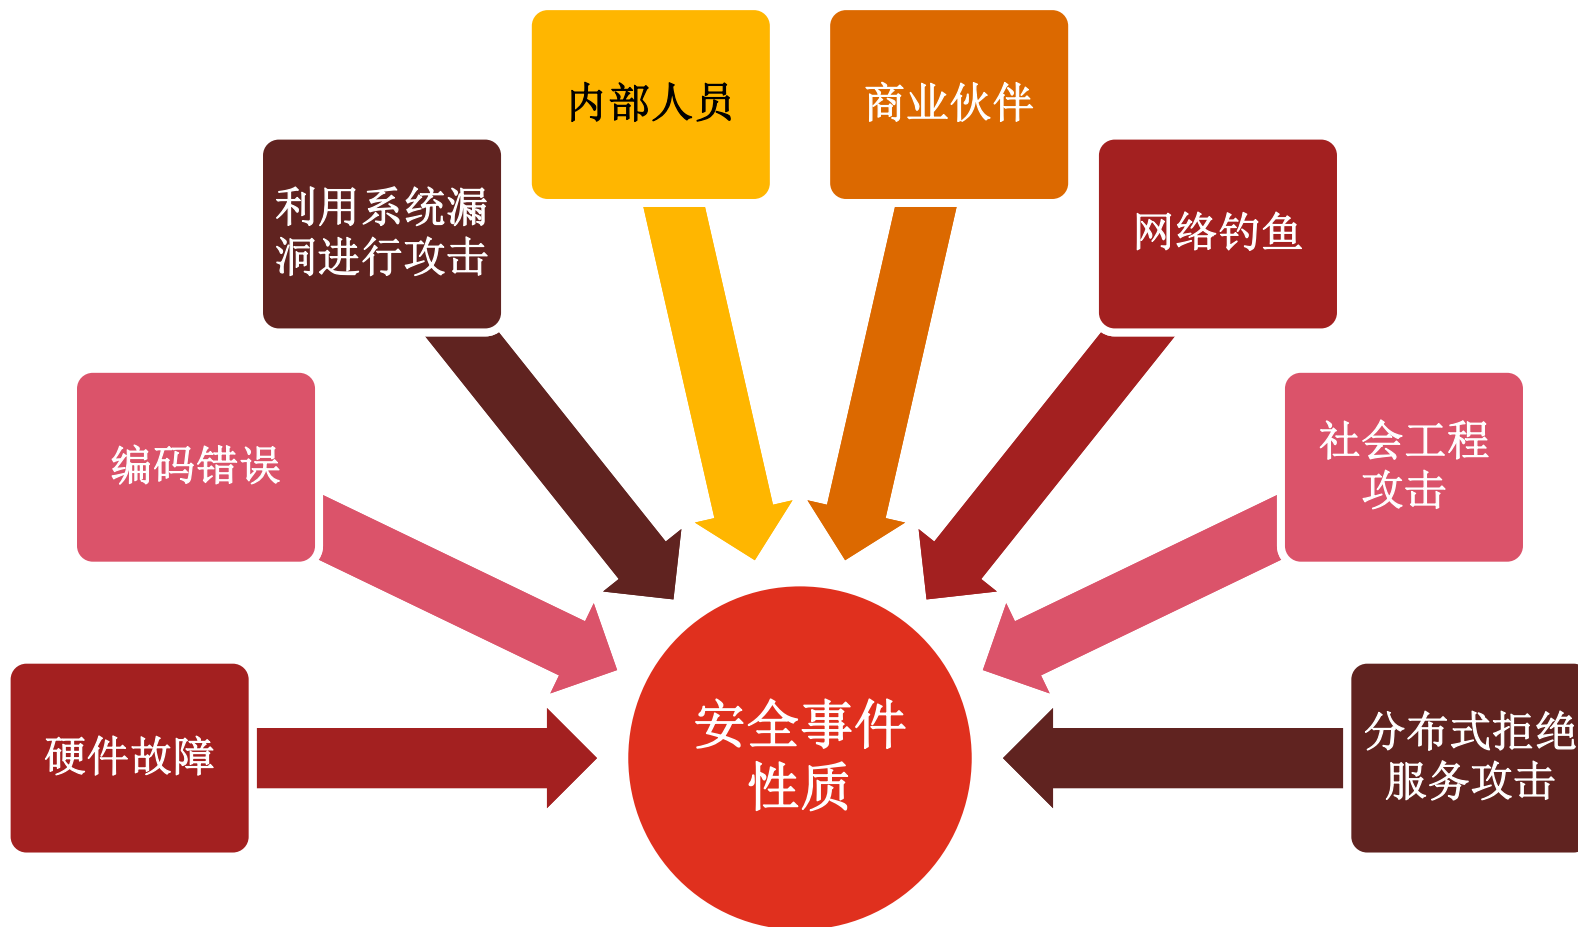 内部人员
商业伙伴
利用系统漏
洞进行攻击
网络钓鱼
编码错误
社会工程
攻击
硬件故障
安全事件
性质
分布式拒绝
服务攻击